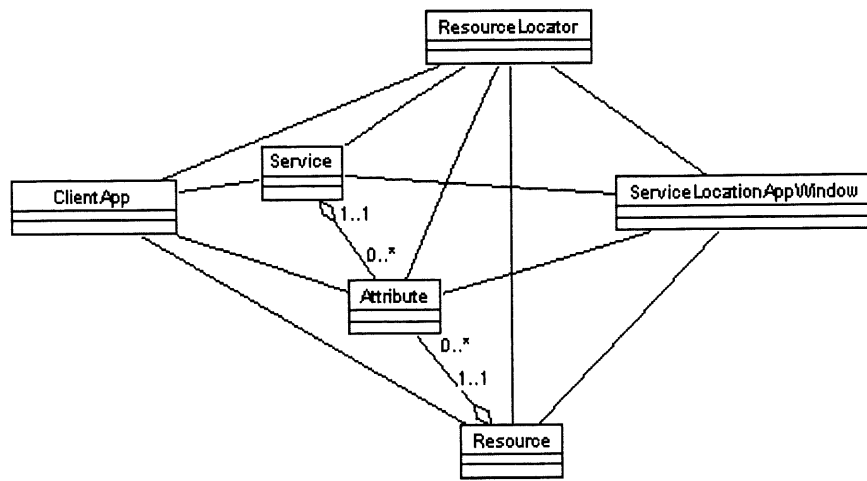 ResourceLocator
Service
ClientApp
ServiceLocationAppWindow
1..1
0..*
Attribute
0..*
1..1
Resource